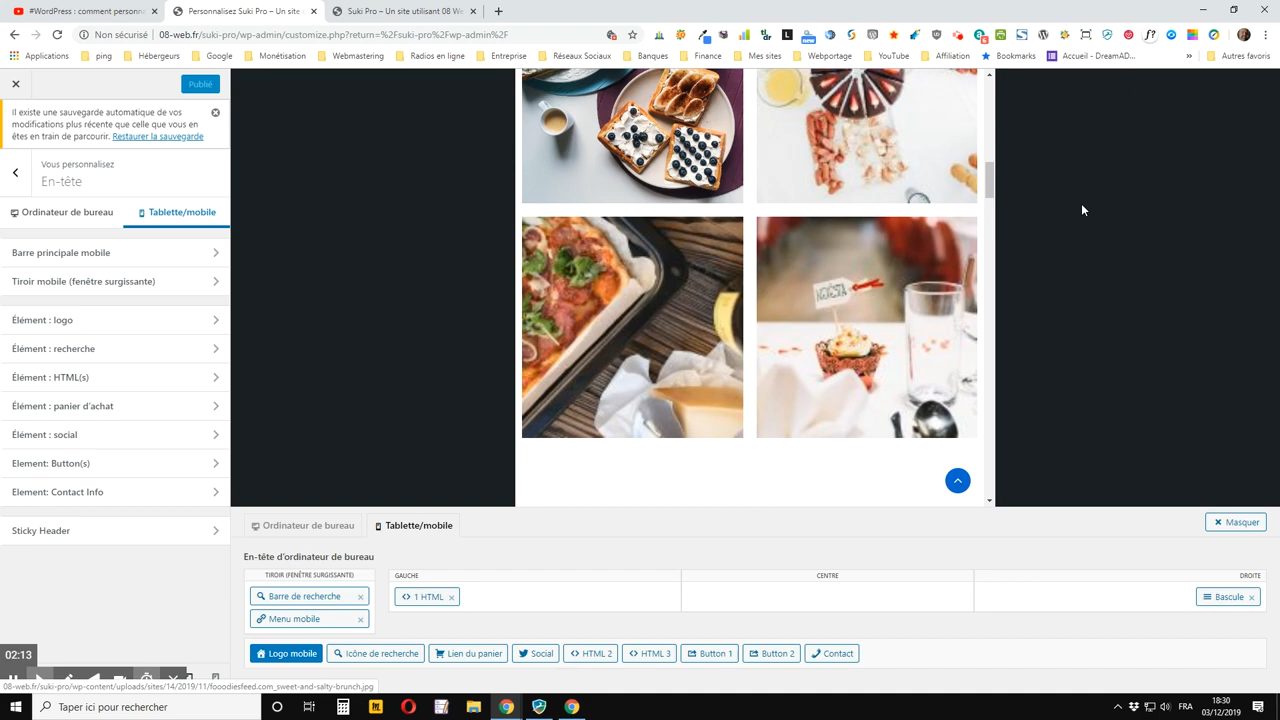 #WordPress : comment personna
Personnalisez Suki Pro – Un site
Suki Pro – Un site utilisant 08 We
Non sécurisé
08-web.fr/suki-pro/wp-admin/customize.php?return=%2Fsuki-pro%2Fwp-admin%2F
Applications
ping
Hébergeurs
Google
Monétisation
Webmastering
Radios en ligne
Entreprise
Réseaux Sociaux
Banques
Finance
Mes sites
Webportage
YouTube
Affiliation
Bookmarks
Accueil - DreamAD...
»
Autres favoris
Publié
Il existe une sauvegarde automatique de vos
modifications plus récente que celle que vous en
êtes en train de parcourir. Restaurer la sauvegarde
Vous personnalisez
En-tête
Ordinateur de bureau
Tablette/mobile
Barre principale mobile
Tiroir mobile (fenêtre surgissante)
Élément : logo
Élément : recherche
Élément : HTML(s)
Élément : panier d'achat
Élément : social
Element: Button(s)
Element: Contact Info
Sticky Header
Ordinateur de bureau
Tablette/mobile
Masquer
En-tête d'ordinateur de bureau
TIROIR (FENÊTRE SURGISSANTE)
GAUCHE
CENTRE
DROITE
Barre de recherche
1 HTML
Bascule
Menu mobile
Logo mobile
Icône de recherche
Lien du panier
Social
HTML 2
HTML 3
Button 1
Button 2
Contact
02:13
08-web.fr/suki-pro/wp-content/uploads/sites/14/2019/11/fooodiesfeed.com_sweet-and-salty-brunch.jpg
Taper ici pour rechercher
FRA
18:30
03/12/2019